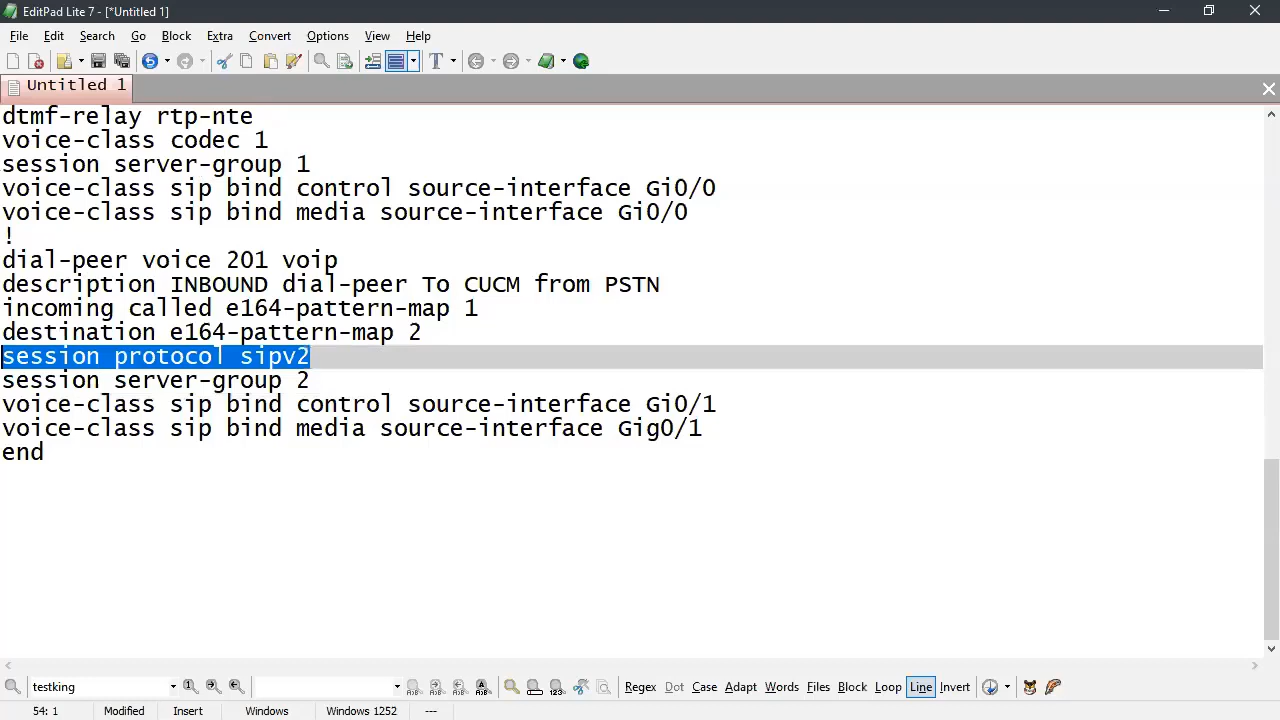 EditPad Lite 7 - [*Untitled 1]
File Edit Search Go Block Extra Convert Options View Help
Untitled 1
dtmf-relay rtp-nte
voice-class codec 1
session server-group 1
voice-class sip bind control source-interface Gi0/0
voice-class sip bind media source-interface Gi0/0
!
dial-peer voice 201 voip
description INBOUND dial-peer To CUCM from PSTN
incoming called e164-pattern-map 1
destination e164-pattern-map 2
session protocol sipv2
session server-group 2
voice-class sip bind control source-interface Gi0/1
voice-class sip bind media source-interface Gig0/1
end
testking Regex Dot Case Adapt Words Files Block Loop Line Invert
54: 1 Modified Insert Windows Windows 1252 ---